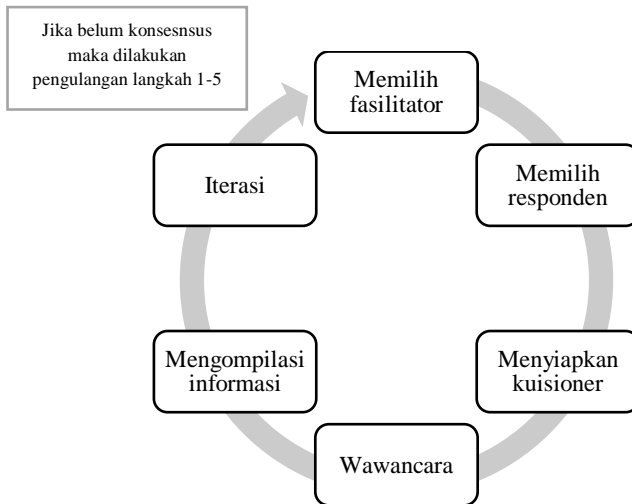 Jika belum konsesnsus
maka dilakukan
pengulangan langkah 1-5
Memilih
fasilitator
Memilih
responden
Menyiapkan
kuisioner
Wawancara
Mengompilasi
informasi
Iterasi